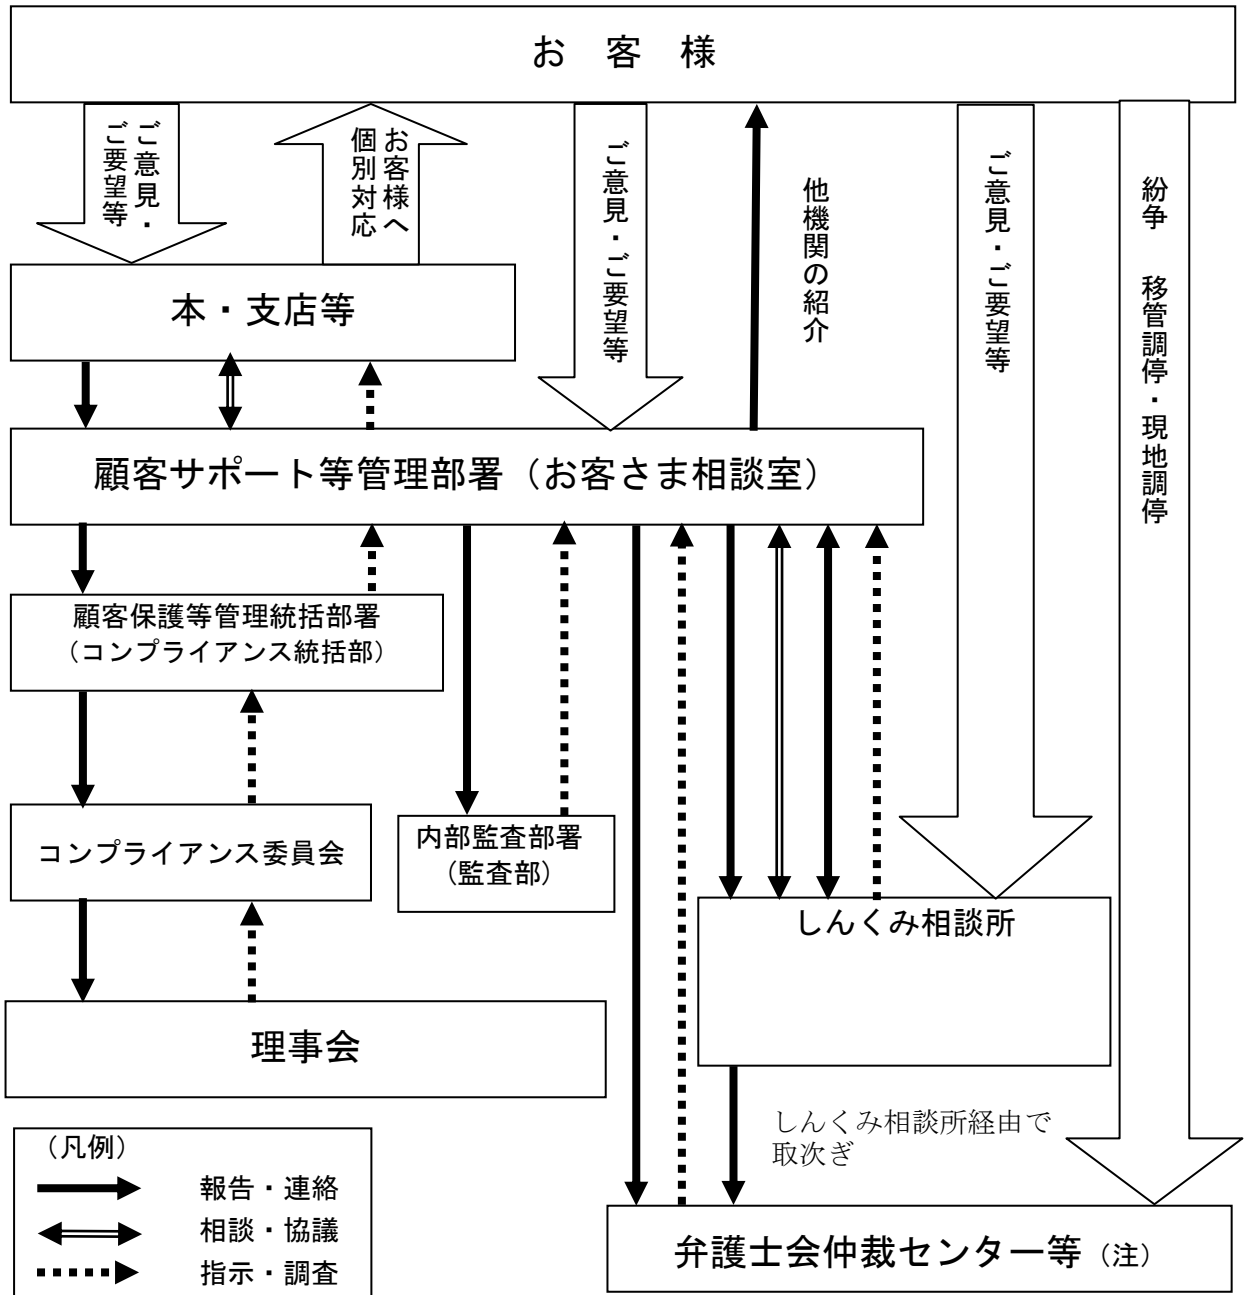 お 客 様
ご意見・
ご要望等
お客様へ
個別対応
ご意見・ご要望等
他機関の紹介
ご意見・ご要望等
紛争 移管調停・現地調停
本・支店等
顧客サポート等管理部署（お客さま相談室）
顧客保護等管理統括部署
（コンプライアンス統括部）
コンプライアンス委員会
内部監査部署
（監査部）
しんくみ相談所
理事会
しんくみ相談所経由で
取次ぎ
（凡例）
報告・連絡
相談・協議
指示・調査
弁護士会仲裁センター等（注）